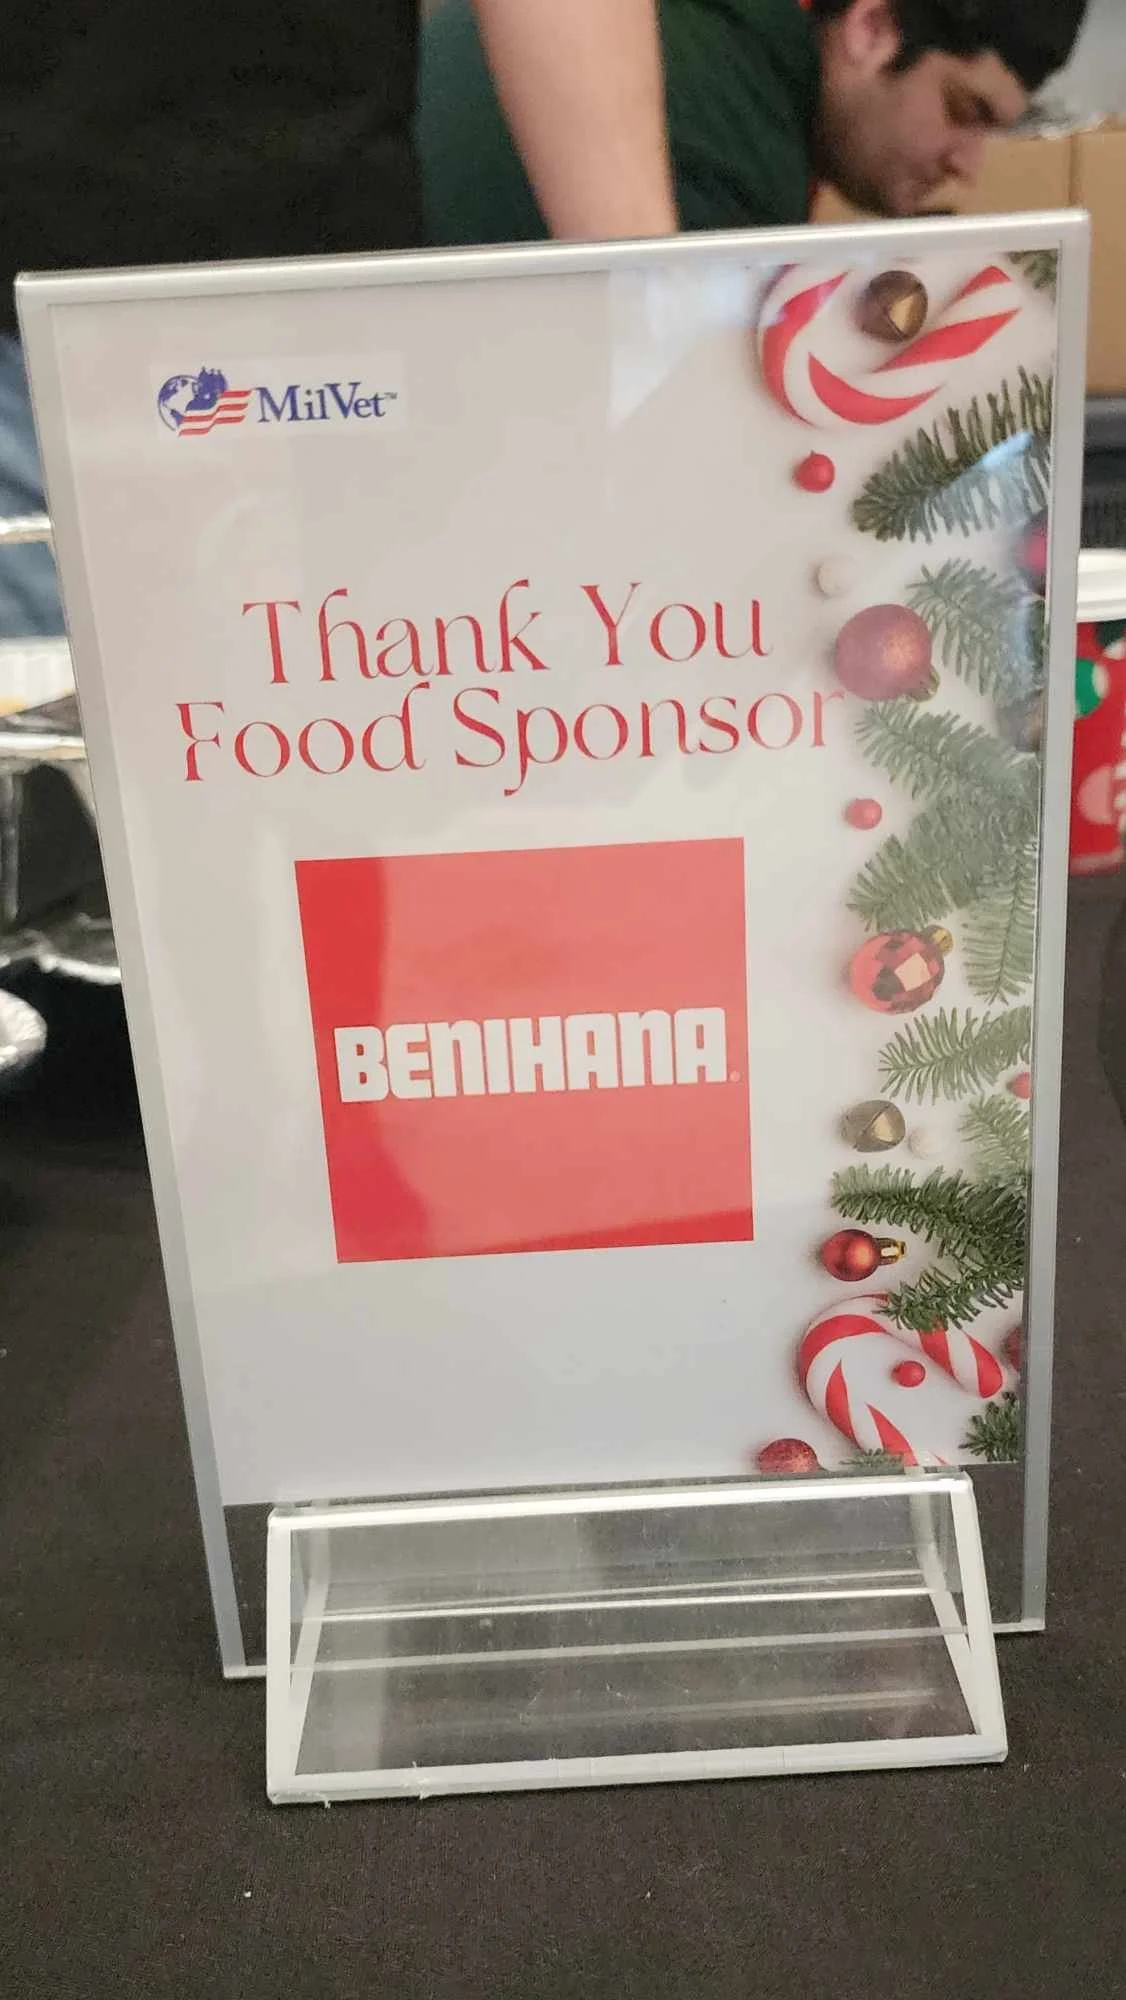 MilVet™
Thank You
Food Sponsor
BENIHANA